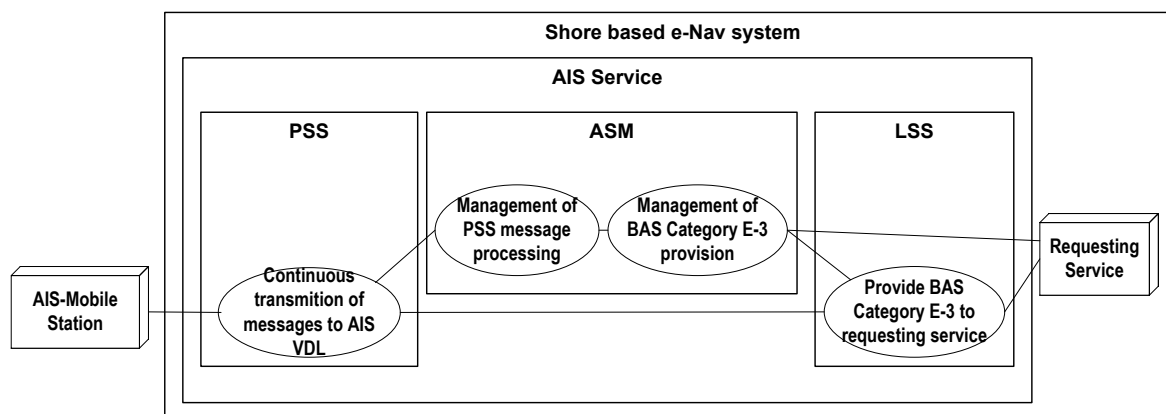 Shore based e-Nav system
AIS Service
PSS
ASM
LSS
Management of
PSS message
processing
Management of
BAS Category E-3
provision
Requesting
Service
AIS-Mobile
Station
Continuous
transmition of
messages to AIS
VDL
Provide BAS
Category E-3 to
requesting service